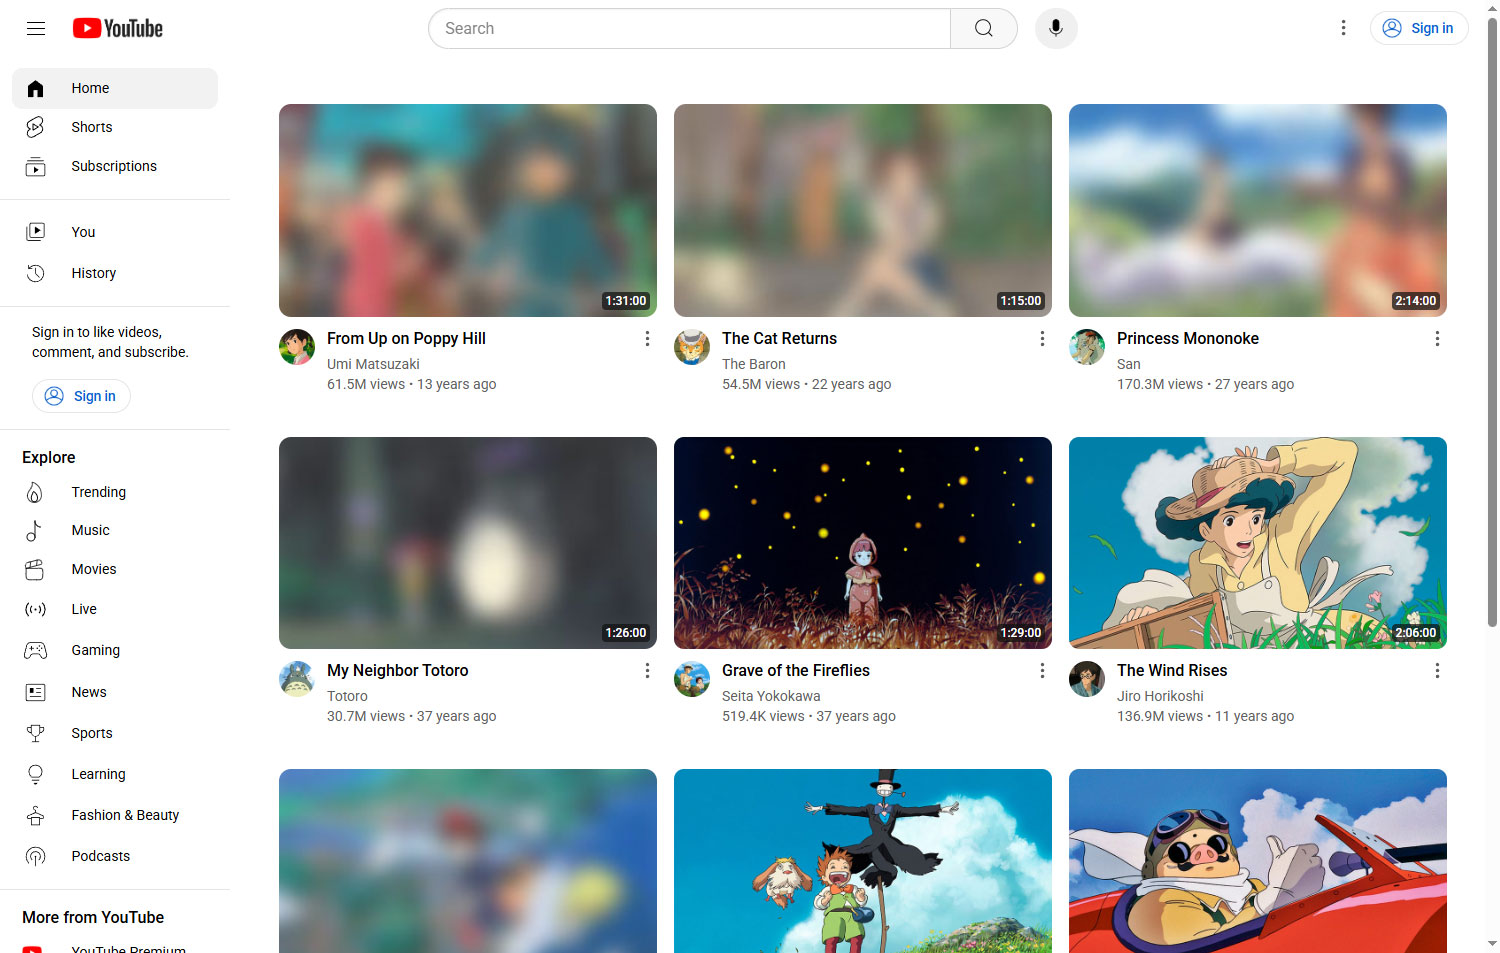 YouTube
Search
Sign in
Home
Shorts
Subscriptions
You
History
Sign in to like videos,
comment, and subscribe.
Sign in
Explore
Trending
Music
Movies
Live
Gaming
News
Sports
Learning
Fashion & Beauty
Podcasts
More from YouTube
YouTube Premium
1:31:00
From Up on Poppy Hill
Umi Matsuzaki
61.5M views • 13 years ago
1:15:00
The Cat Returns
The Baron
54.5M views • 22 years ago
2:14:00
Princess Mononoke
San
170.3M views • 27 years ago
1:26:00
My Neighbor Totoro
Totoro
30.7M views • 37 years ago
1:29:00
Grave of the Fireflies
Seita Yokokawa
519.4K views • 37 years ago
2:06:00
The Wind Rises
Jiro Horikoshi
136.9M views • 11 years ago